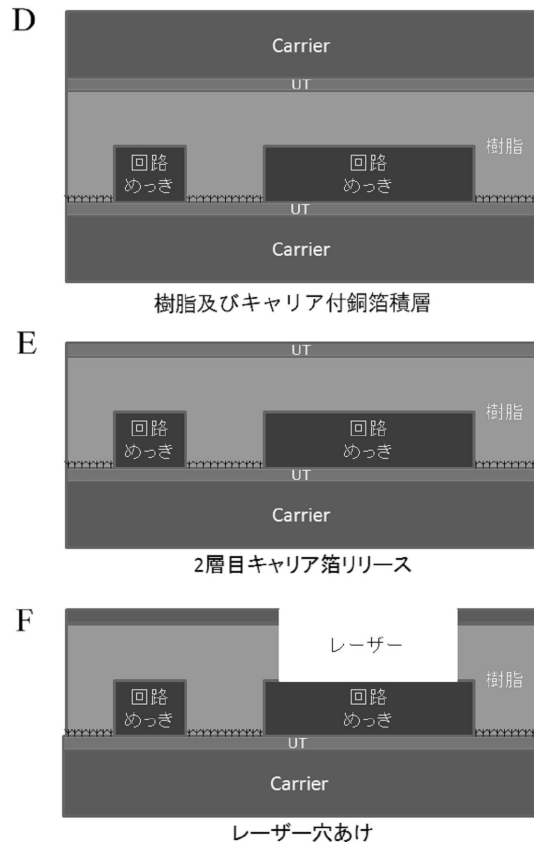 D
Carrier
UT
樹脂
回路
めっき
回路
めっき
UT
Carrier
樹脂及びキャリア付銅箔積層
E
UT
樹脂
回路
めっき
回路
めっき
UT
Carrier
2層目キャリア箔リリース
F
レーザー
樹脂
回路
めっき
回路
めっき
UT
Carrier
レーザー穴あけ